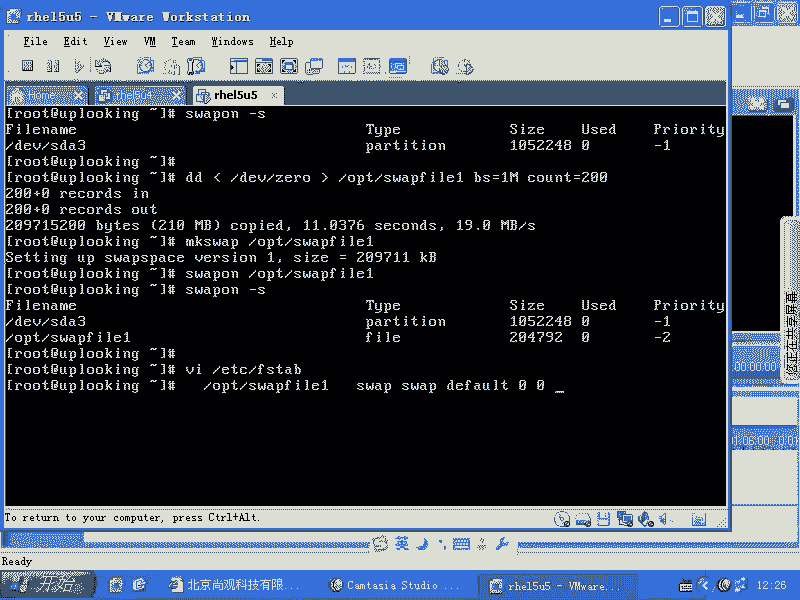 rhel5u5 - VMware Workstation
File Edit View VM Team Windows Help
Home rhel5u4 rhel5u5
[root@uplooking ~]# swapon -s
Filename Type Size Used Priority
/dev/sda3 partition 1052248 0 -1
[root@uplooking ~]#
[root@uplooking ~]# dd < /dev/zero > /opt/swapfile1 bs=1M count=200
200+0 records in
200+0 records out
209715200 bytes (210 MB) copied, 11.0376 seconds, 19.0 MB/s
[root@uplooking ~]# mkswap /opt/swapfile1
Setting up swapspace version 1, size = 209711 kB
[root@uplooking ~]# swapon /opt/swapfile1
[root@uplooking ~]# swapon -s
Filename Type Size Used Priority
/dev/sda3 partition 1052248 0 -1
/opt/swapfile1 file 204792 0 -2
[root@uplooking ~]#
[root@uplooking ~]# vi /etc/fstab
[root@uplooking ~]# /opt/swapfile1 swap swap default 0 0 _
To return to your computer, press Ctrl+Alt.
英
Ready
开始 北京尚观科技有限... Camtasia Studio ... rhel5u5 - VMware... 12:26